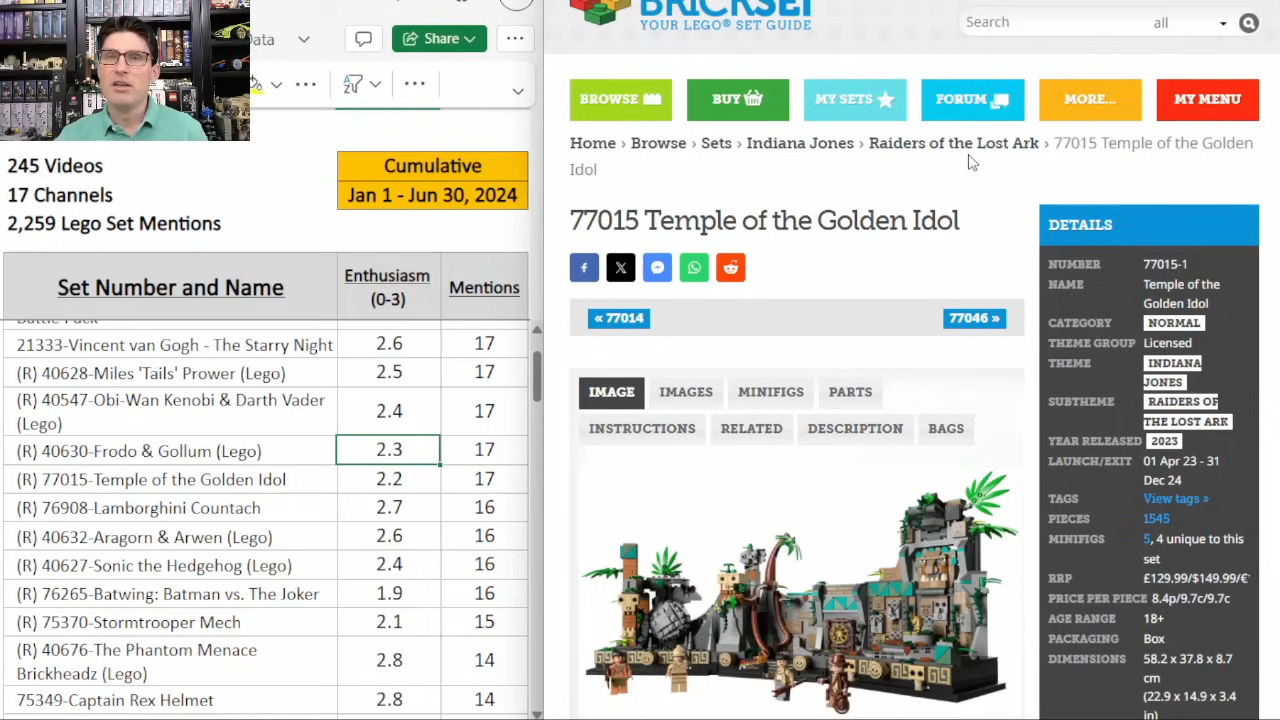 Data
Share
245 Videos
17 Channels
2,259 Lego Set Mentions
Cumulative
Jan 1 - Jun 30, 2024
Set Number and Name
Enthusiasm
(0-3)
Mentions
21333-Vincent van Gogh - The Starry Night 2.6 17
(R) 40628-Miles 'Tails' Prower (Lego) 2.5 17
(R) 40547-Obi-Wan Kenobi & Darth Vader
(Lego) 2.4 17
(R) 40630-Frodo & Gollum (Lego) 2.3 17
(R) 77015-Temple of the Golden Idol 2.2 17
(R) 76908-Lamborghini Countach 2.7 16
(R) 40632-Aragorn & Arwen (Lego) 2.6 16
(R) 40627-Sonic the Hedgehog (Lego) 2.4 16
(R) 76265-Batwing: Batman vs. The Joker 1.9 16
(R) 75370-Stormtrooper Mech 2.1 15
(R) 40676-The Phantom Menace
Brickheadz (Lego) 2.8 14
75349-Captain Rex Helmet 2.8 14
BRICKSET
YOUR LEGO® SET GUIDE
Search
all
BROWSE
BUY
MY SETS
FORUM
MORE...
MY MENU
Home › Browse › Sets › Indiana Jones › Raiders of the Lost Ark › 77015 Temple of the Golden
Idol
77015 Temple of the Golden Idol
« 77014
77046 »
IMAGE
IMAGES
MINIFIGS
PARTS
INSTRUCTIONS
RELATED
DESCRIPTION
BAGS
DETAILS
NUMBER 77015-1
NAME Temple of the
Golden Idol
CATEGORY NORMAL
THEME GROUP Licensed
THEME INDIANA
JONES
SUBTHEME RAIDERS OF
THE LOST ARK
YEAR RELEASED 2023
LAUNCH/EXIT 01 Apr 23 - 31
Dec 24
TAGS View tags »
PIECES 1545
MINIFIGS 5, 4 unique to this
set
RRP £129.99/$149.99/€
PRICE PER PIECE 8.4p/9.7c/9.7c
AGE RANGE 18+
PACKAGING Box
DIMENSIONS 58.2 x 37.8 x 8.7
cm
(22.9 x 14.9 x 3.4
in)